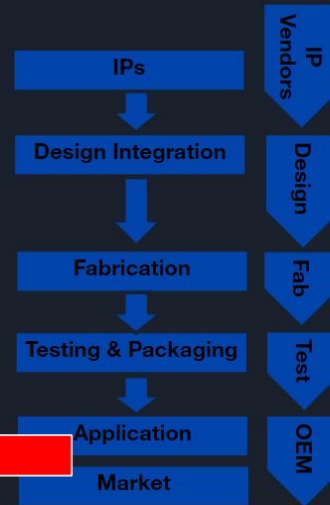 IPs
Design Integration
Fabrication
Testing & Packaging
Application
Market
IP
Vendors
Design
Fab
Test
OEM